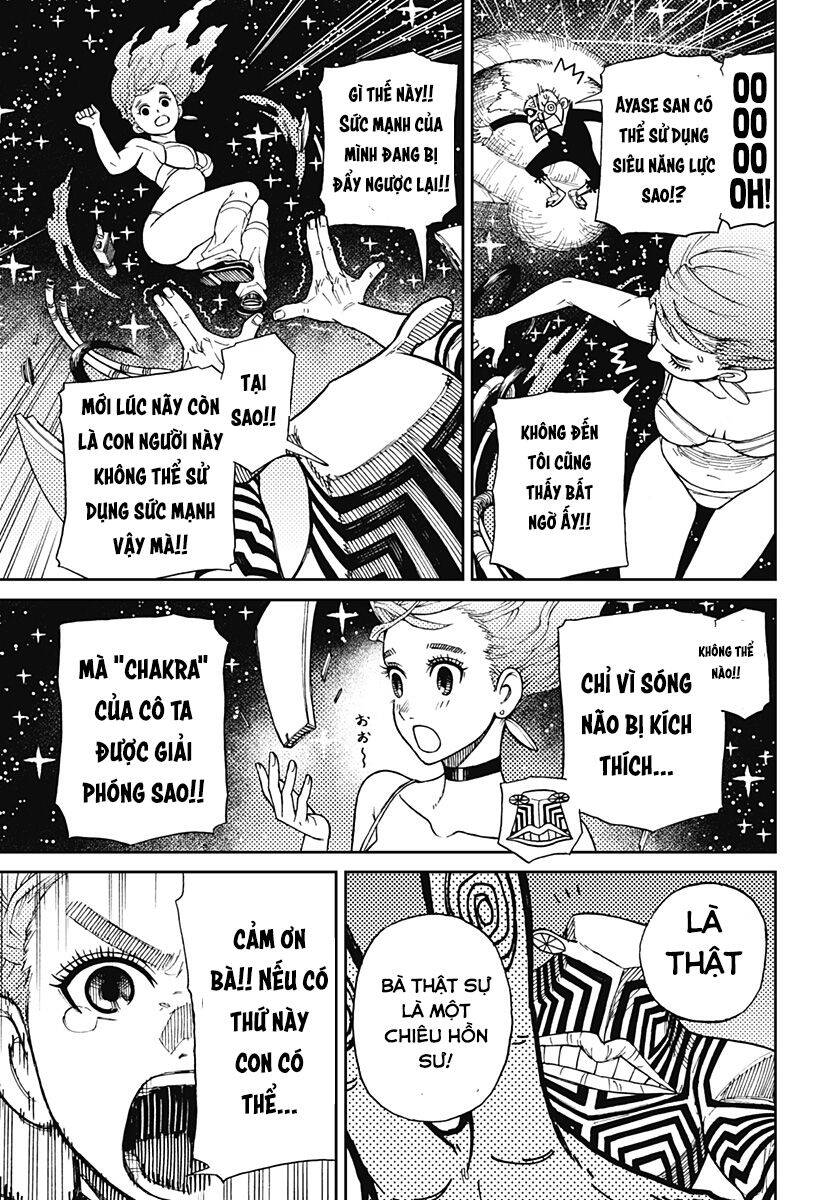 OO
OO
OO
OH!
AYASE SAN CÓ
THỂ SỬ DỤNG
SIÊU NĂNG LỰC
SAO!?
KHÔNG ĐẾN
TÔI CŨNG
THẤY BẤT
NGỜ ẤY!!
GÌ THẾ NÀY!!
SỨC MẠNH CỦA
MÌNH ĐANG BỊ
ĐẨY NGƯỢC LẠI!!
TẠI
SAO!!
MỚI LÚC NÃY CÒN
LÀ CON NGƯỜI NÀY
KHÔNG THỂ SỬ
DỤNG SỨC MẠNH
VẬY MÀ!!
KHÔNG THỂ
NÀO!!
CHỈ VÌ SÓNG
NÃO BỊ KÍCH
THÍCH...
おぉ〜
MÀ "CHAKRA"
CỦA CÔ TA
ĐƯỢC GIẢI
PHÓNG SAO!!
LÀ
THẬT
BÀ THẬT SỰ
LÀ MỘT
CHIÊU HỒN
SƯ!
CẢM ƠN
BÀ!! NẾU CÓ
THỨ NÀY
CON CÓ
THỂ...